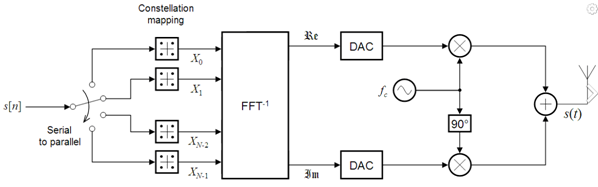 Constellation
mapping
s[n]
Serial
to parallel
X0
X1
XN-2
XN-1
FFT-1
ℜe
ℑm
DAC
DAC
fc
90°
s(t)